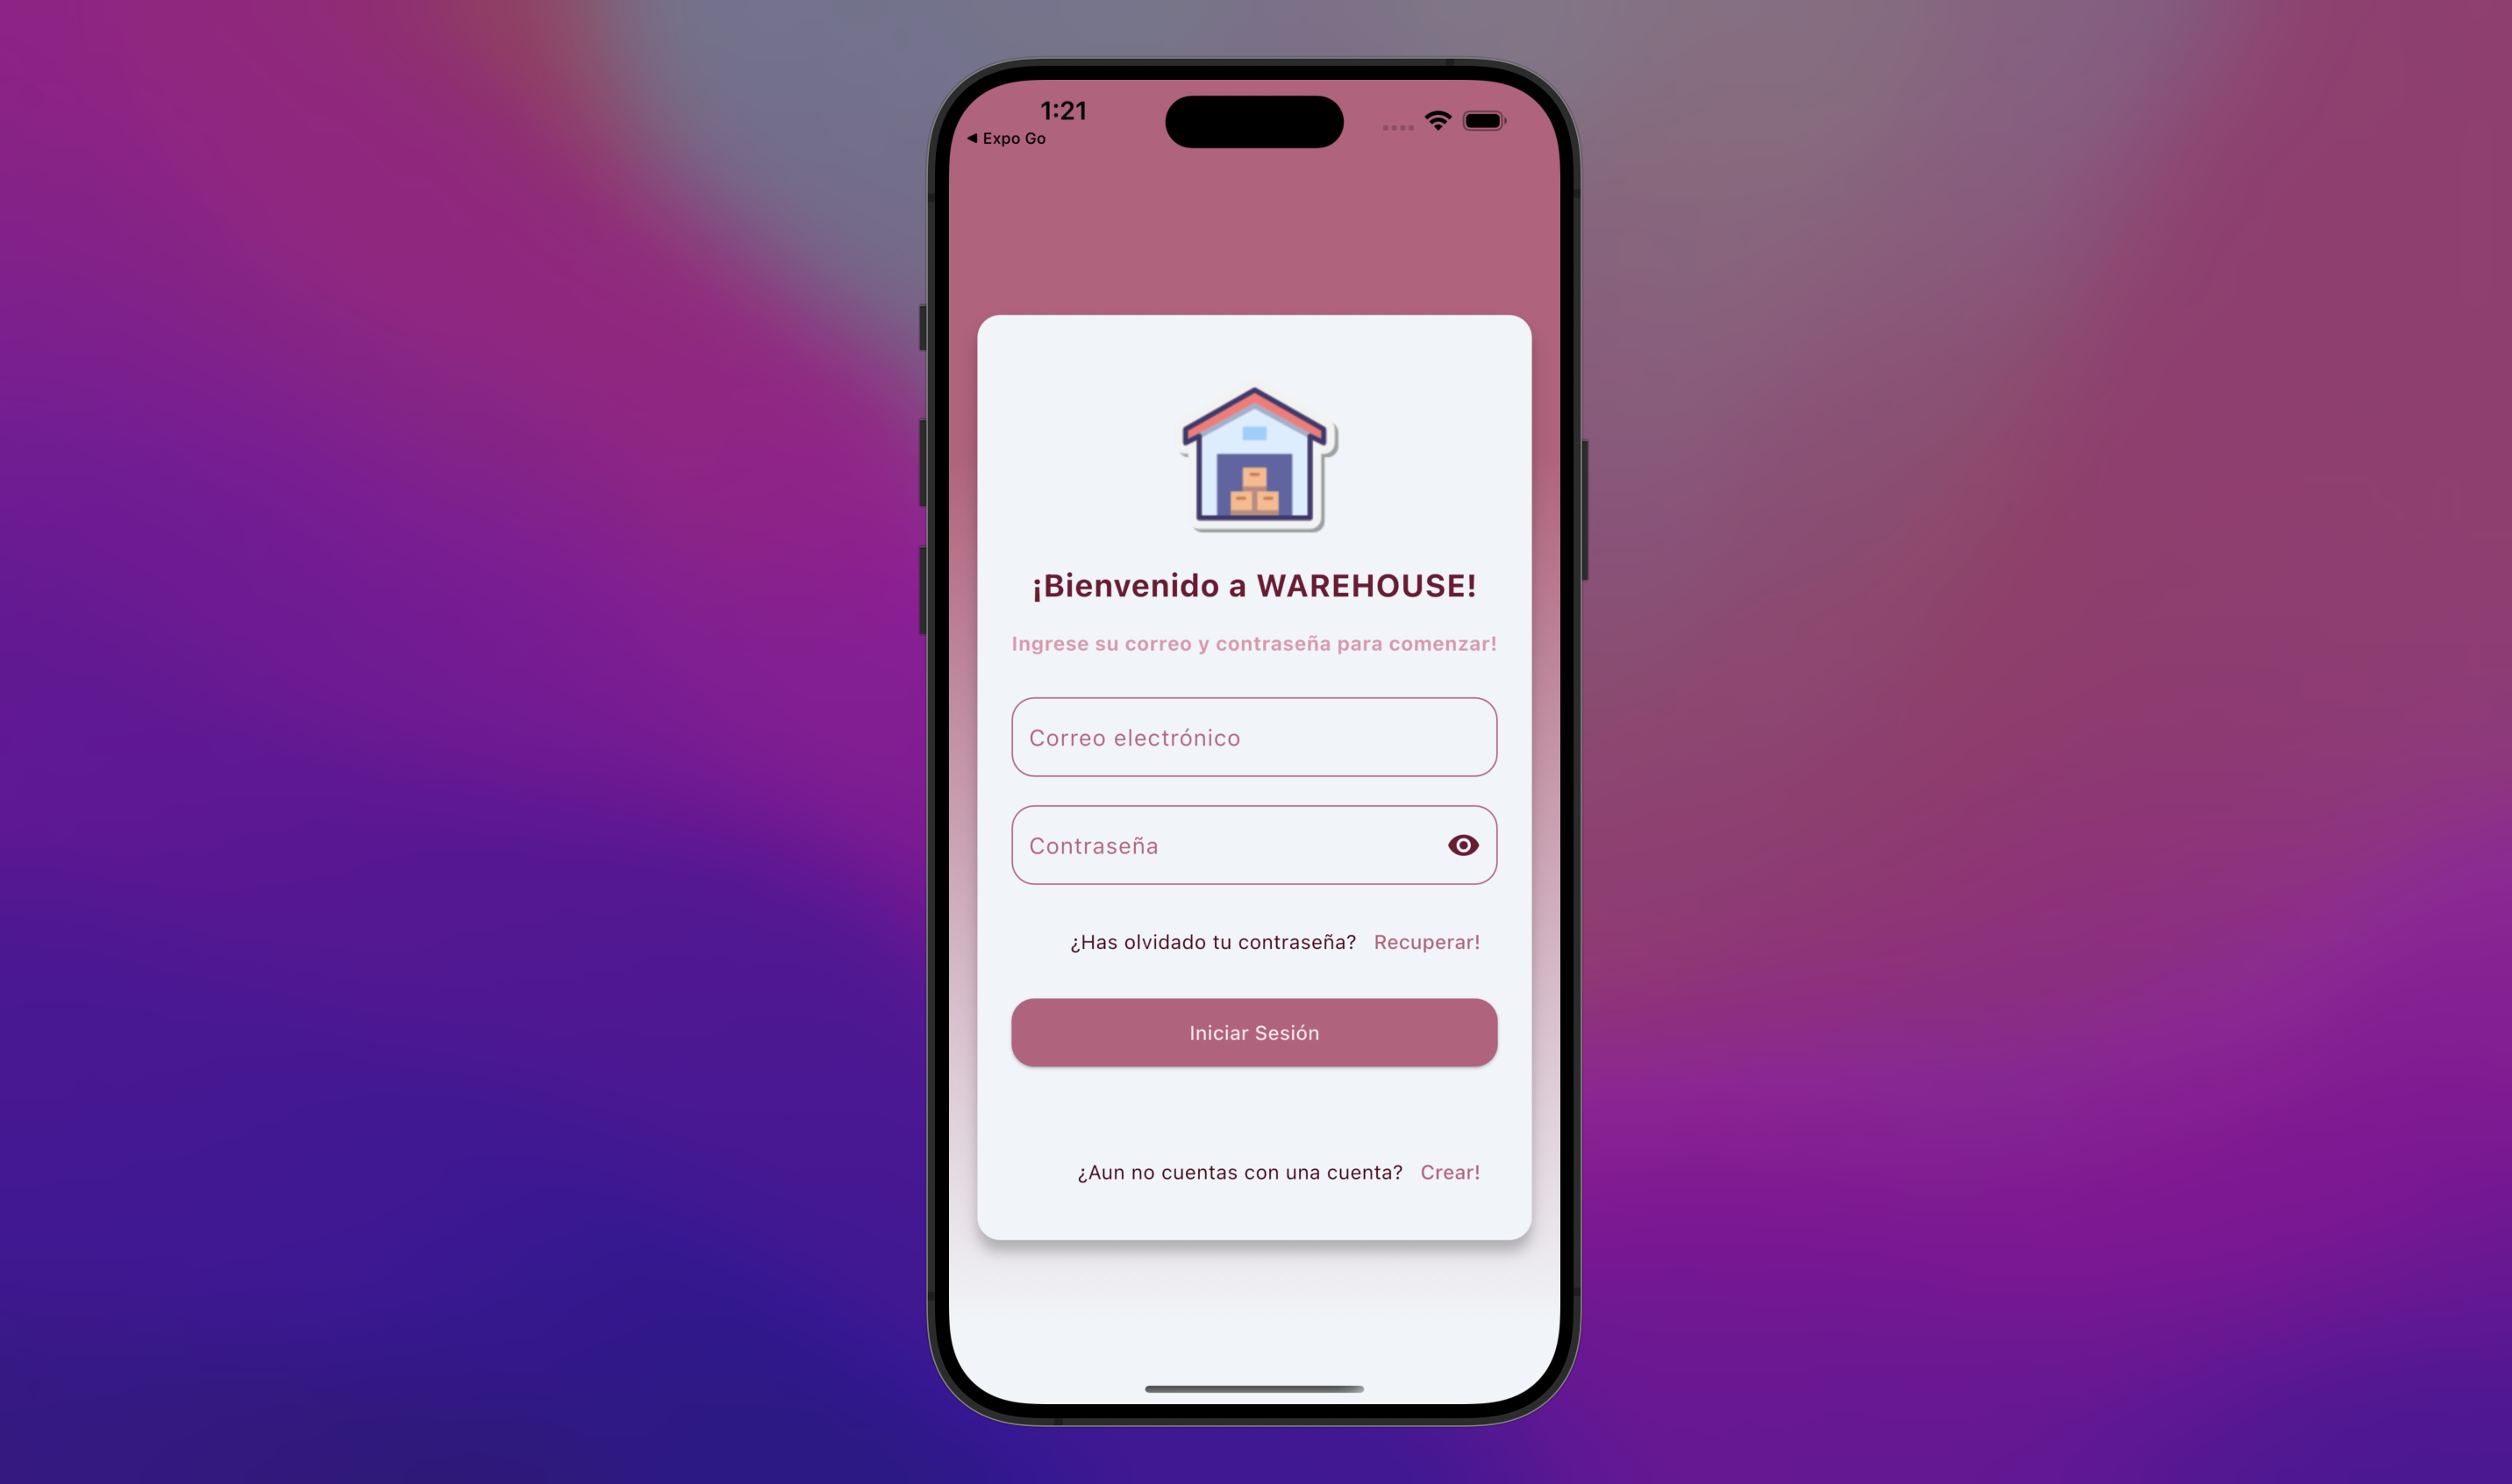 1:21
◀ Expo Go
¡Bienvenido a WAREHOUSE!
Ingrese su correo y contraseña para comenzar!
Correo electrónico
Contraseña
¿Has olvidado tu contraseña? Recuperar!
Iniciar Sesión
¿Aun no cuentas con una cuenta? Crear!